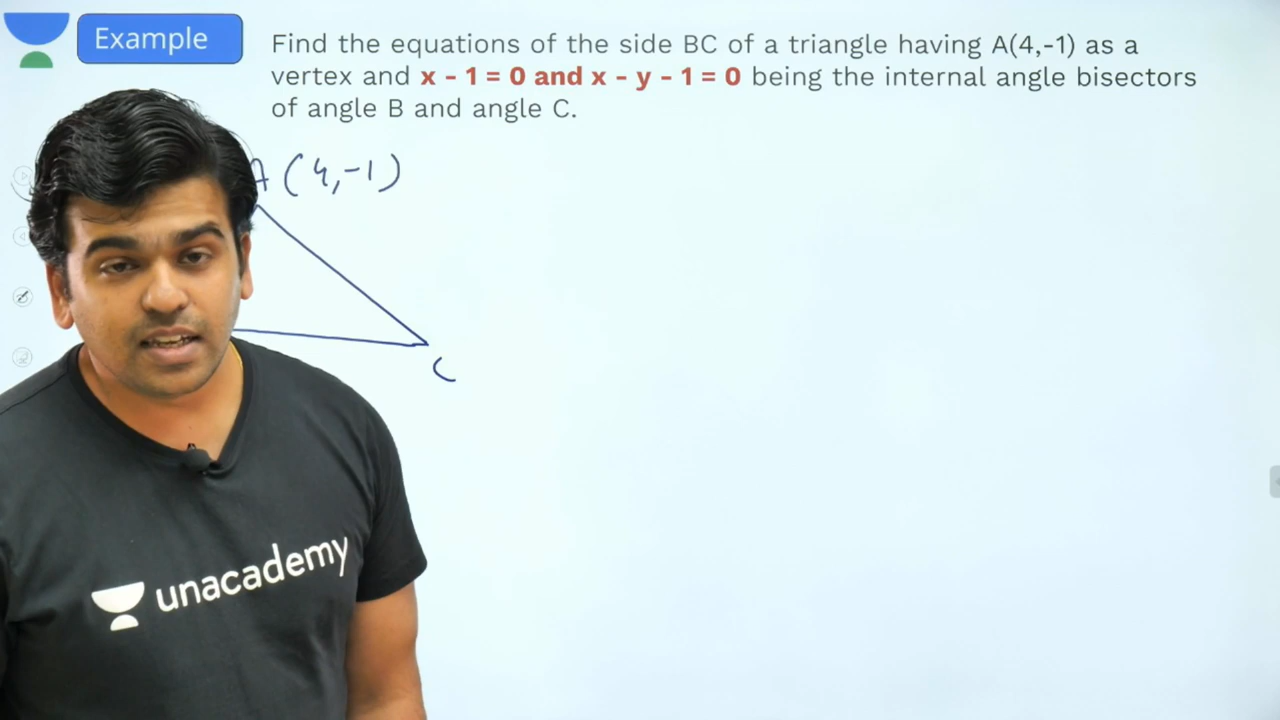 Example
Find the equations of the side BC of a triangle having A(4,-1) as a
vertex and x - 1 = 0 and x - y - 1 = 0 being the internal angle bisectors
of angle B and angle C.
A (4,-1)
C
unacademy